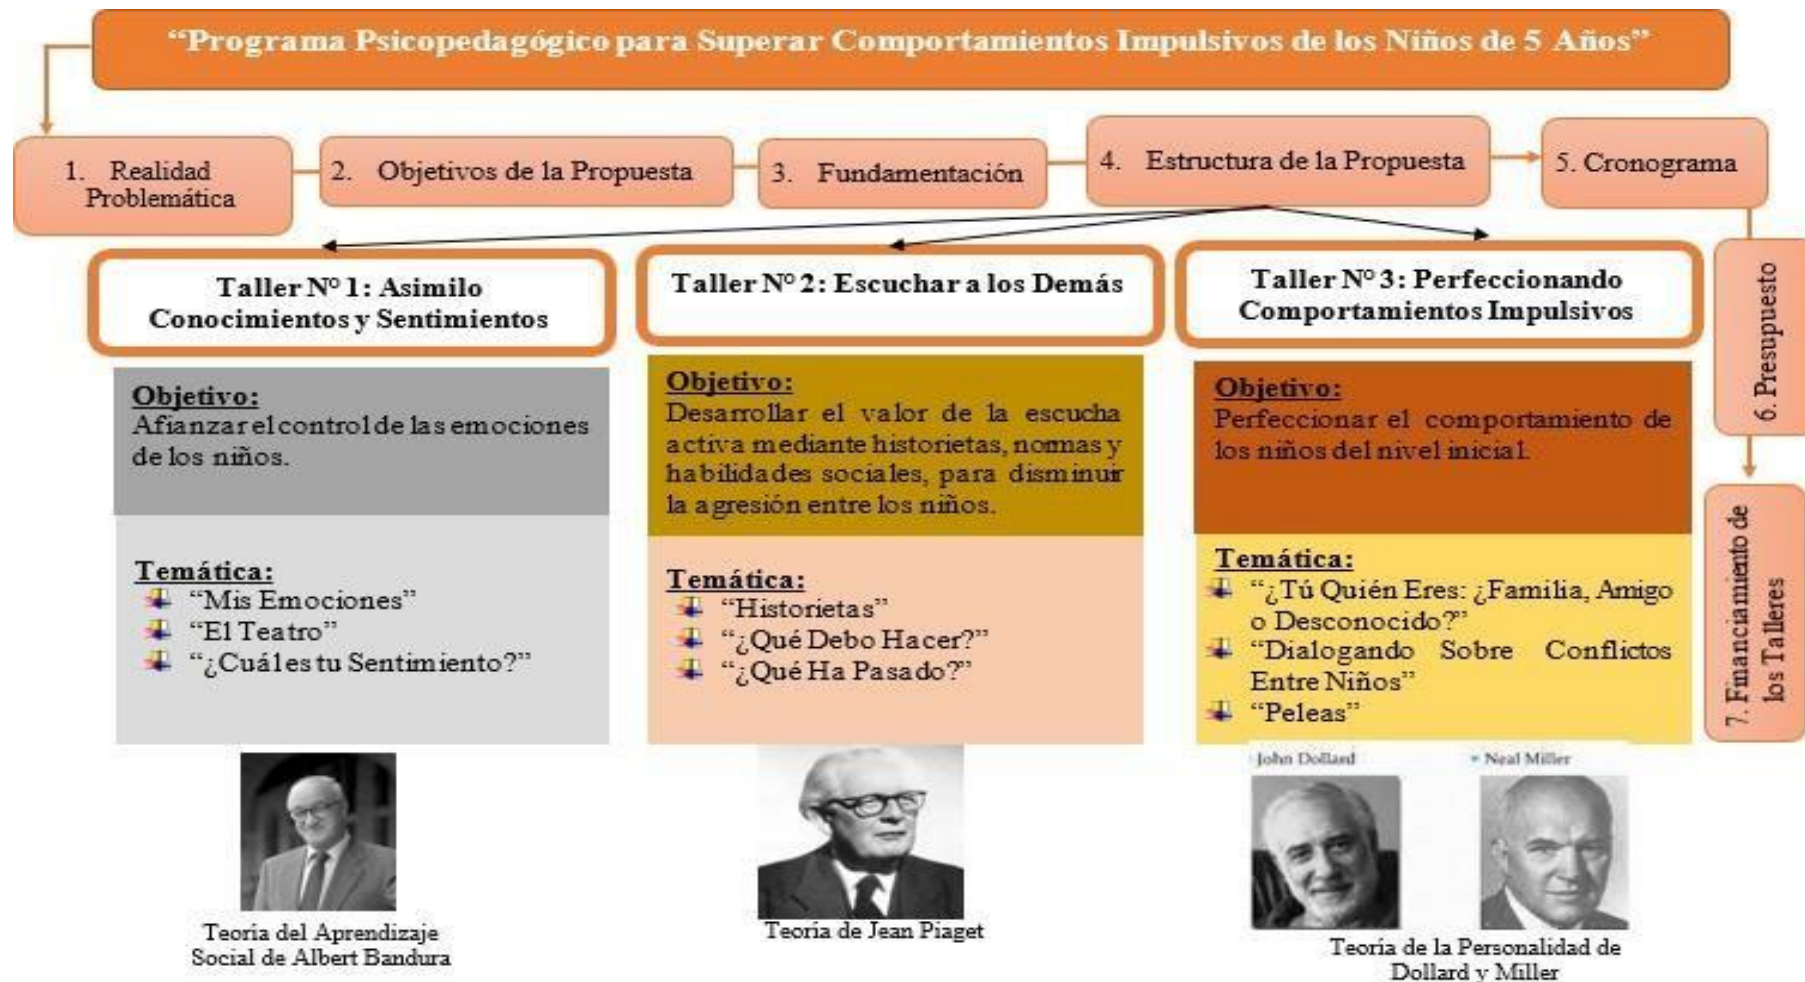 “Programa Psicopedagógico para Superar Comportamientos Impulsivos de los Niños de 5 Años”
1. Realidad
Problemática
2. Objetivos de la Propuesta
3. Fundamentación
4. Estructura de la Propuesta
5. Cronograma
6. Presupuesto
7. Financiamiento de
los Talleres
Taller N° 1: Asimilo
Conocimientos y Sentimientos
Objetivo:
Afianzar el control de las emociones
de los niños.
Temática:
“Mis Emociones”
“El Teatro”
“¿Cuál es tu Sentimiento?”
Teoría del Aprendizaje
Social de Albert Bandura
Taller N° 2: Escuchar a los Demás
Objetivo:
Desarrollar el valor de la escucha
activa mediante historietas, normas y
habilidades sociales, para disminuir
la agresión entre los niños.
Temática:
“Historietas”
“¿Qué Debo Hacer?”
“¿Qué Ha Pasado?”
Teoría de Jean Piaget
Taller N° 3: Perfeccionando
Comportamientos Impulsivos
Objetivo:
Perfeccionar el comportamiento de
los niños del nivel inicial.
Temática:
“¿Tú Quién Eres: ¿Familia, Amigo
o Desconocido?”
“Dialogando Sobre Conflictos
Entre Niños”
“Peleas”
John Dollard
Neal Miller
Teoría de la Personalidad de
Dollard y Miller